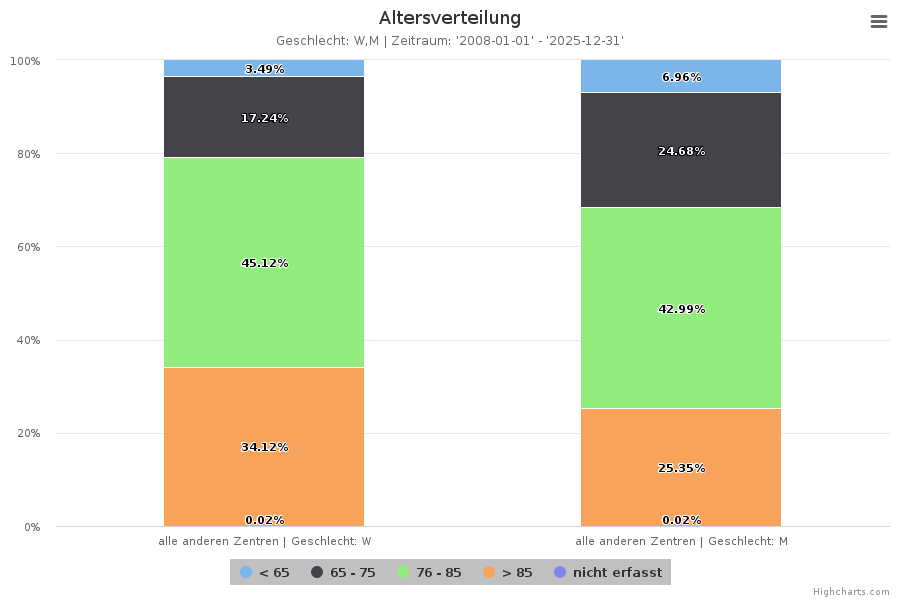 Altersverteilung
Geschlecht: W,M | Zeitraum: '2008-01-01' - '2025-12-31'
100%
80%
60%
40%
20%
0%
3.49%
17.24%
45.12%
34.12%
0.02%
6.96%
24.68%
42.99%
25.35%
0.02%
alle anderen Zentren | Geschlecht: W
alle anderen Zentren | Geschlecht: M
< 65
65 - 75
76 - 85
> 85
nicht erfasst
Highcharts.com